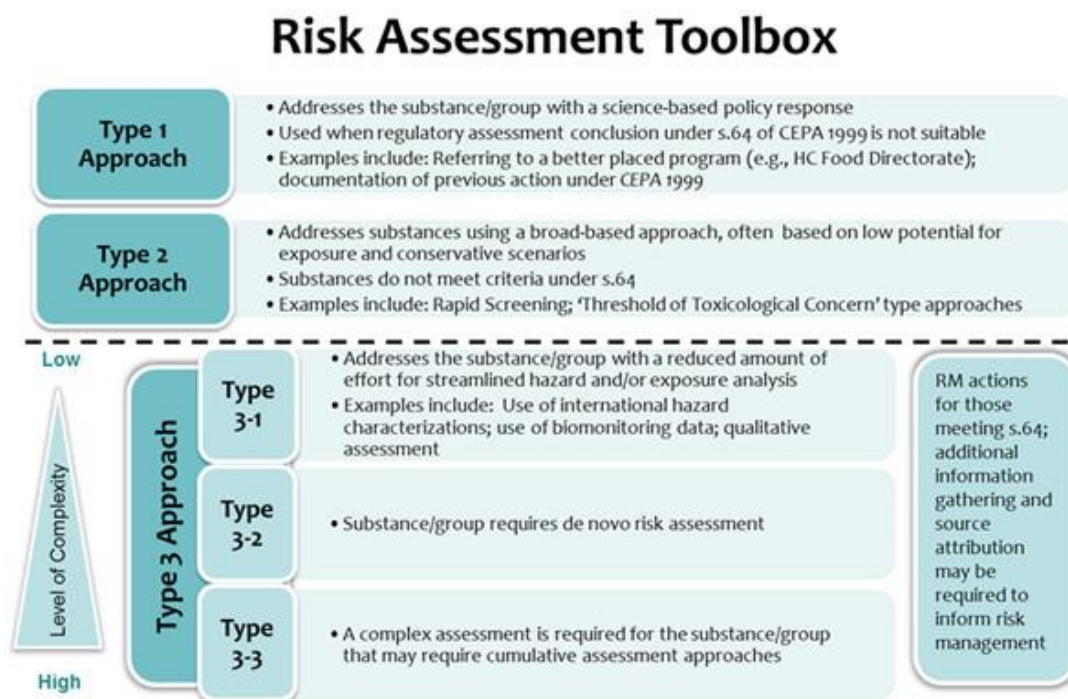 Risk Assessment Toolbox
Type 1
Approach
• Addresses the substance/group with a science-based policy response
• Used when regulatory assessment conclusion under s.64 of CEPA 1999 is not suitable
• Examples include: Referring to a better placed program (e.g., HC Food Directorate);
documentation of previous action under CEPA 1999
Type 2
Approach
• Addresses substances using a broad-based approach, often based on low potential for
exposure and conservative scenarios
• Substances do not meet criteria under s.64
• Examples include: Rapid Screening; ‘Threshold of Toxicological Concern’ type approaches
Low
Level of Complexity
High
Type 3 Approach
Type
3-1
• Addresses the substance/group with a reduced amount of
effort for streamlined hazard and/or exposure analysis
• Examples include: Use of international hazard
characterizations; use of biomonitoring data; qualitative
assessment
Type
3-2
• Substance/group requires de novo risk assessment
Type
3-3
• A complex assessment is required for the substance/group
that may require cumulative assessment approaches
RM actions
for those
meeting s.64;
additional
information
gathering and
source
attribution
may be
required to
inform risk
management